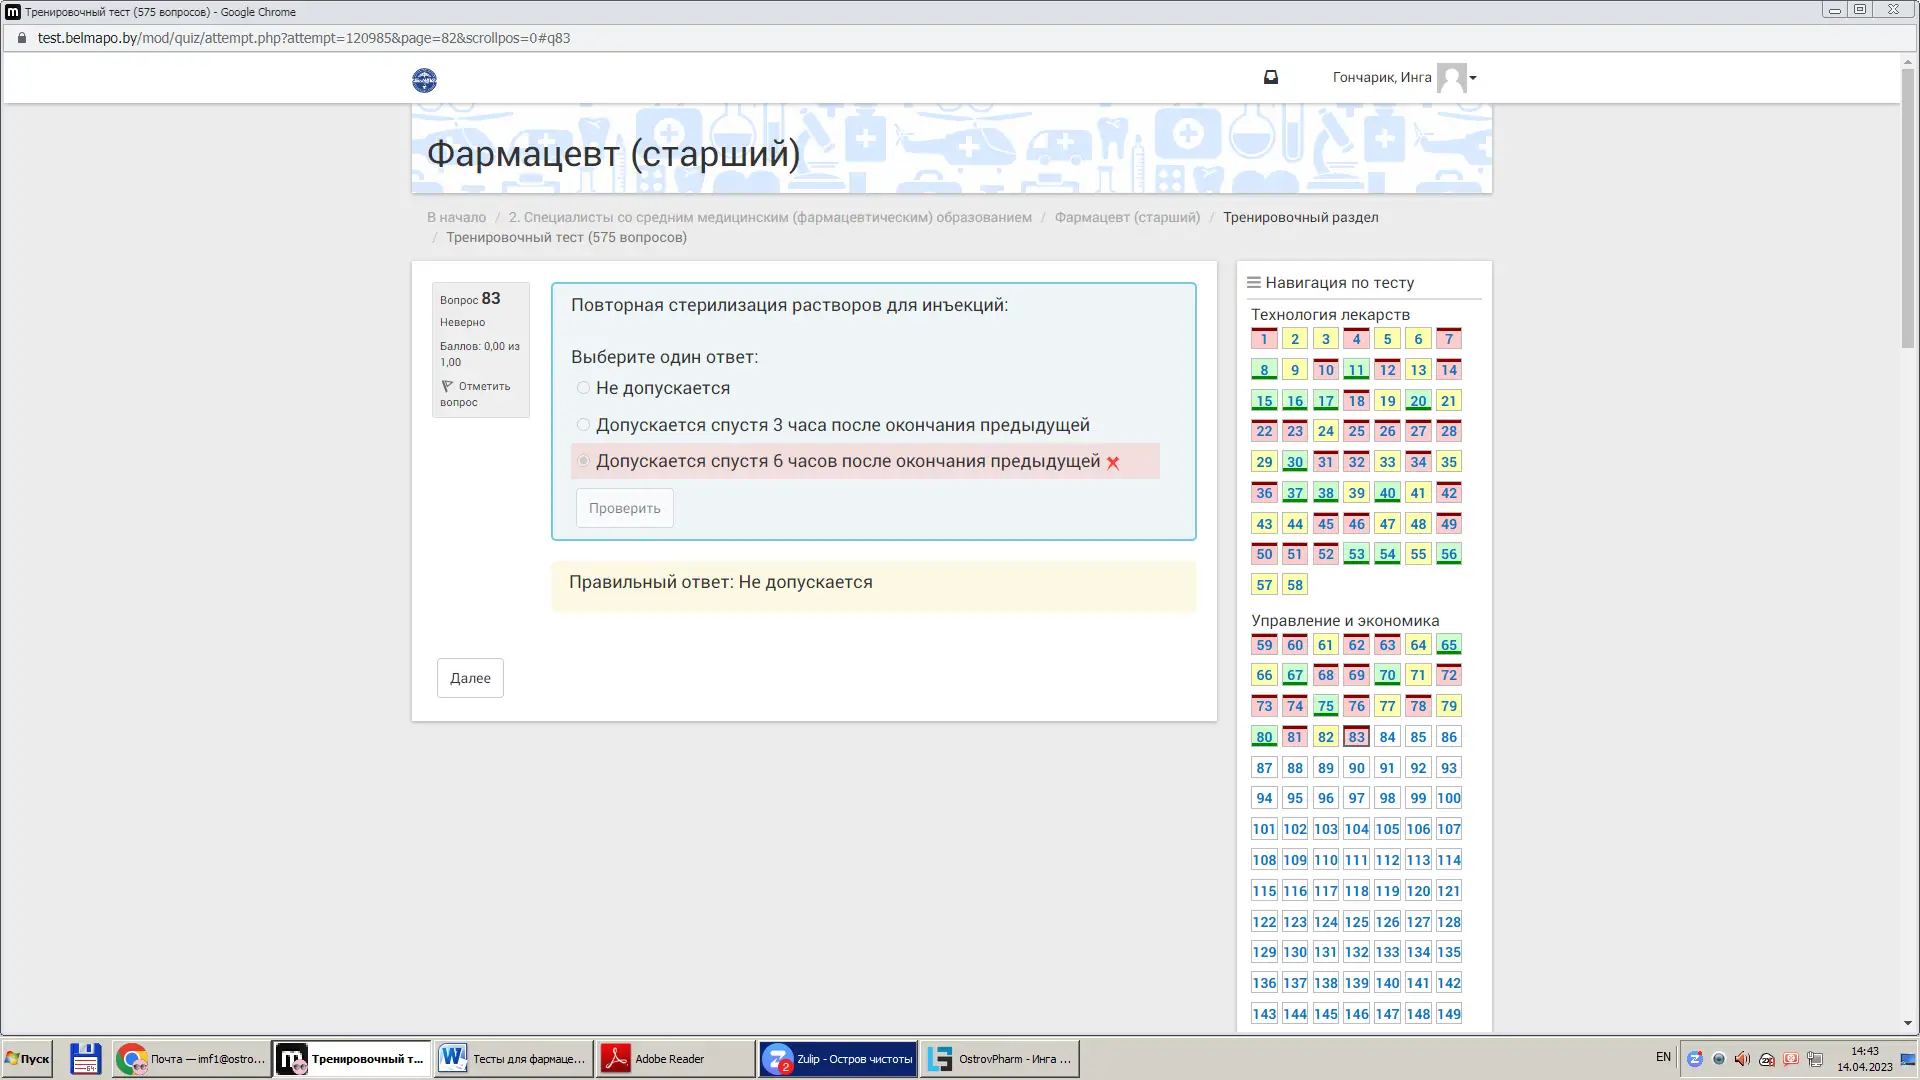 Тренировочный тест (575 вопросов) - Google Chrome
test.belmapo.by/mod/quiz/attempt.php?attempt=120985&page=82&scrollpos=0#q83
Гончарик, Инга
Фармацевт (старший)
В начало / 2. Специалисты со средним медицинским (фармацевтическим) образованием / Фармацевт (старший) / Тренировочный раздел
/ Тренировочный тест (575 вопросов)
Вопрос 83
Неверно
Баллов: 0,00 из
1,00
Отметить
вопрос
Повторная стерилизация растворов для инъекций:
Выберите один ответ:
Не допускается
Допускается спустя 3 часа после окончания предыдущей
Допускается спустя 6 часов после окончания предыдущей
Проверить
Правильный ответ: Не допускается
Далее
Навигация по тесту
Технология лекарств
1 2 3 4 5 6 7
8 9 10 11 12 13 14
15 16 17 18 19 20 21
22 23 24 25 26 27 28
29 30 31 32 33 34 35
36 37 38 39 40 41 42
43 44 45 46 47 48 49
50 51 52 53 54 55 56
57 58
Управление и экономика
59 60 61 62 63 64 65
66 67 68 69 70 71 72
73 74 75 76 77 78 79
80 81 82 83 84 85 86
87 88 89 90 91 92 93
94 95 96 97 98 99 100
101 102 103 104 105 106 107
108 109 110 111 112 113 114
115 116 117 118 119 120 121
122 123 124 125 126 127 128
129 130 131 132 133 134 135
136 137 138 139 140 141 142
143 144 145 146 147 148 149
Пуск
Почта — imf1@ostro...
Тренировочный т...
Тесты для фармаце...
Adobe Reader
2
Zulip - Остров чистоты
OstrovPharm - Инга ...
EN
14:43
14.04.2023